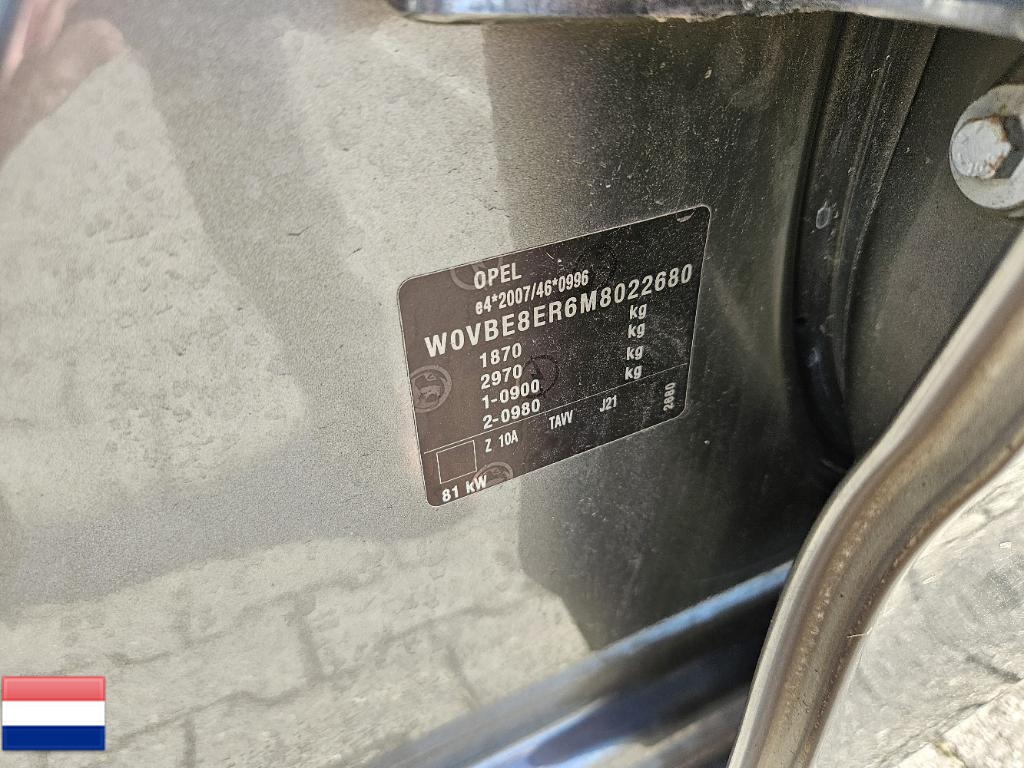 OPEL
e4*2007/46*0996
W0VBE8ER6M8022680
1870 kg
2970 kg
1-0900 kg
2-0980 kg
Z 10A TAVV J21 2680
81 kW